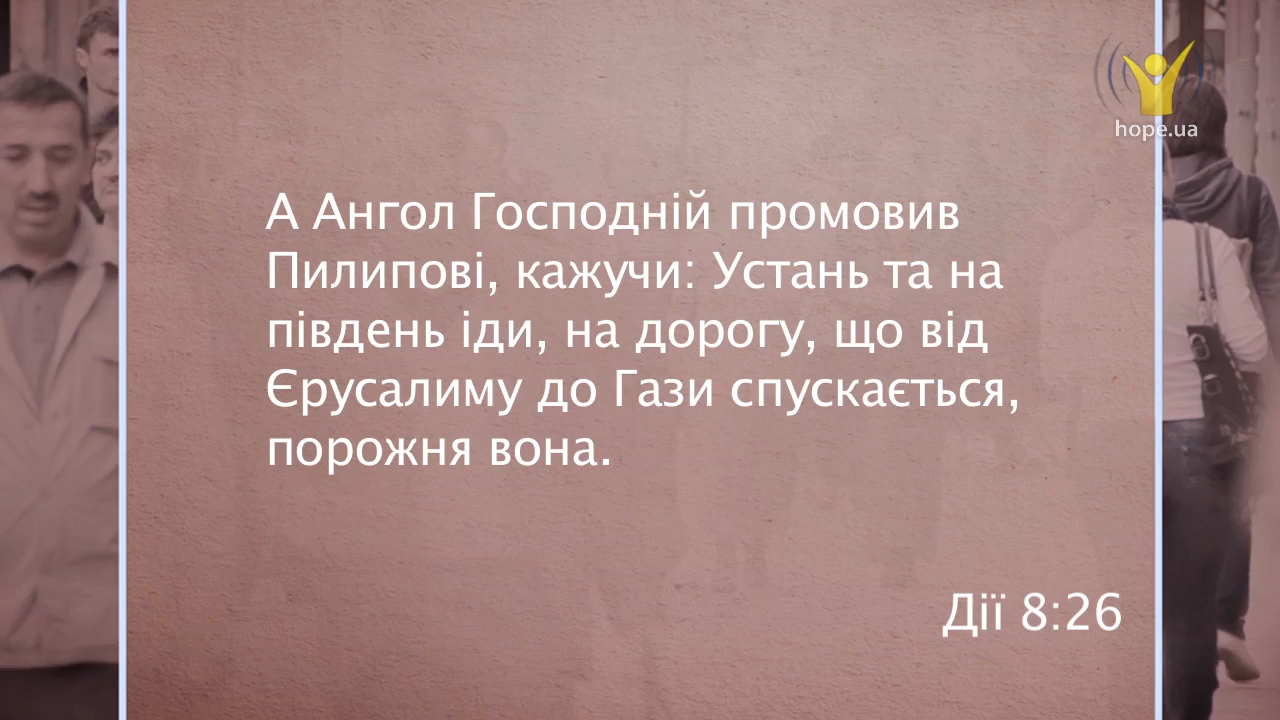 hope.ua
А Ангол Господній промовив
Пилипові, кажучи: Устань та на
південь іди, на дорогу, що від
Єрусалиму до Гази спускається,
порожня вона.
Дії 8:26